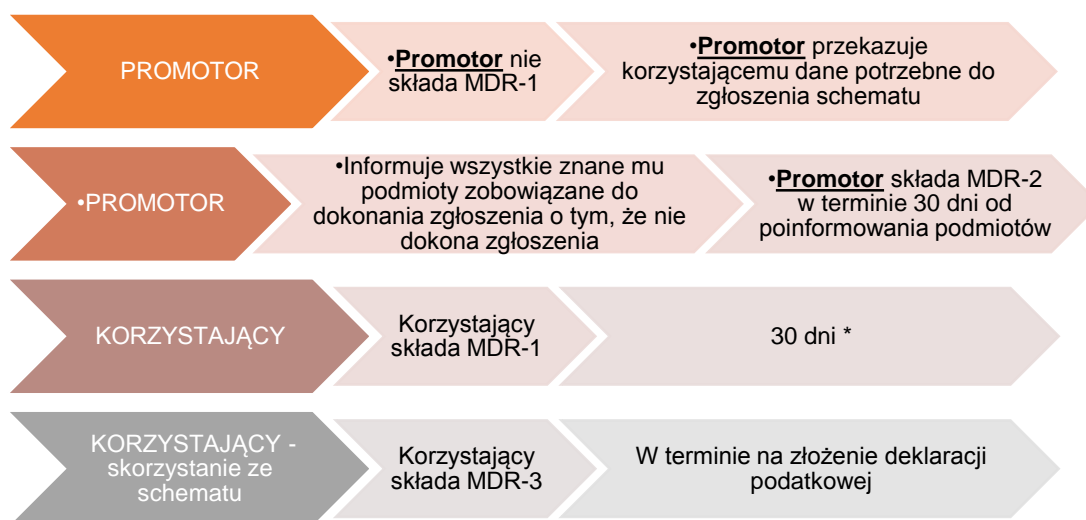 PROMOTOR
•Promotor nie
składa MDR-1
•Promotor przekazuje
korzystającemu dane potrzebne do
zgłoszenia schematu
•PROMOTOR
•Informuje wszystkie znane mu
podmioty zobowiązane do
dokonania zgłoszenia o tym, że nie
dokona zgłoszenia
•Promotor składa MDR-2
w terminie 30 dni od
poinformowania podmiotów
KORZYSTAJĄCY
Korzystający
składa MDR-1
30 dni *
KORZYSTAJĄCY -
skorzystanie ze
schematu
Korzystający
składa MDR-3
W terminie na złożenie deklaracji
podatkowej